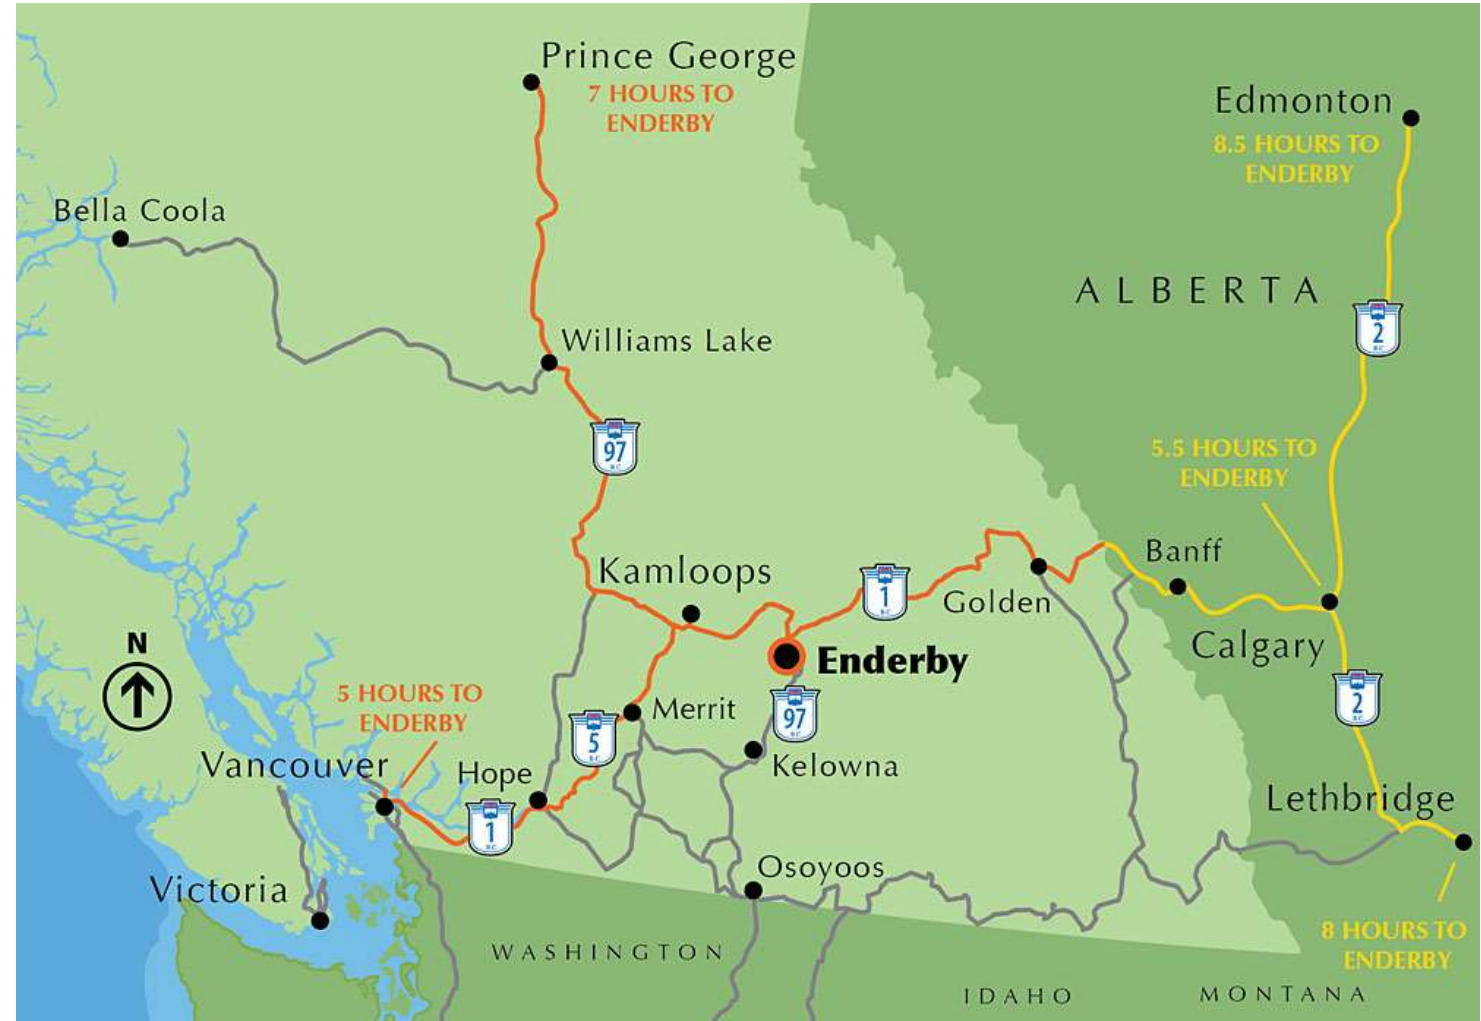 Prince George
7 HOURS TO
ENDERBY
Edmonton
8.5 HOURS TO
ENDERBY
Bella Coola
ALBERTA
2
Williams Lake
97
5.5 HOURS TO
ENDERBY
Banff
Kamloops
1
Golden
Calgary
N
Enderby
5 HOURS TO
ENDERBY
Merrit
97
2
5
Vancouver
Hope
Kelowna
1
Lethbridge
Osoyoos
Victoria
8 HOURS TO
ENDERBY
WASHINGTON
IDAHO
MONTANA